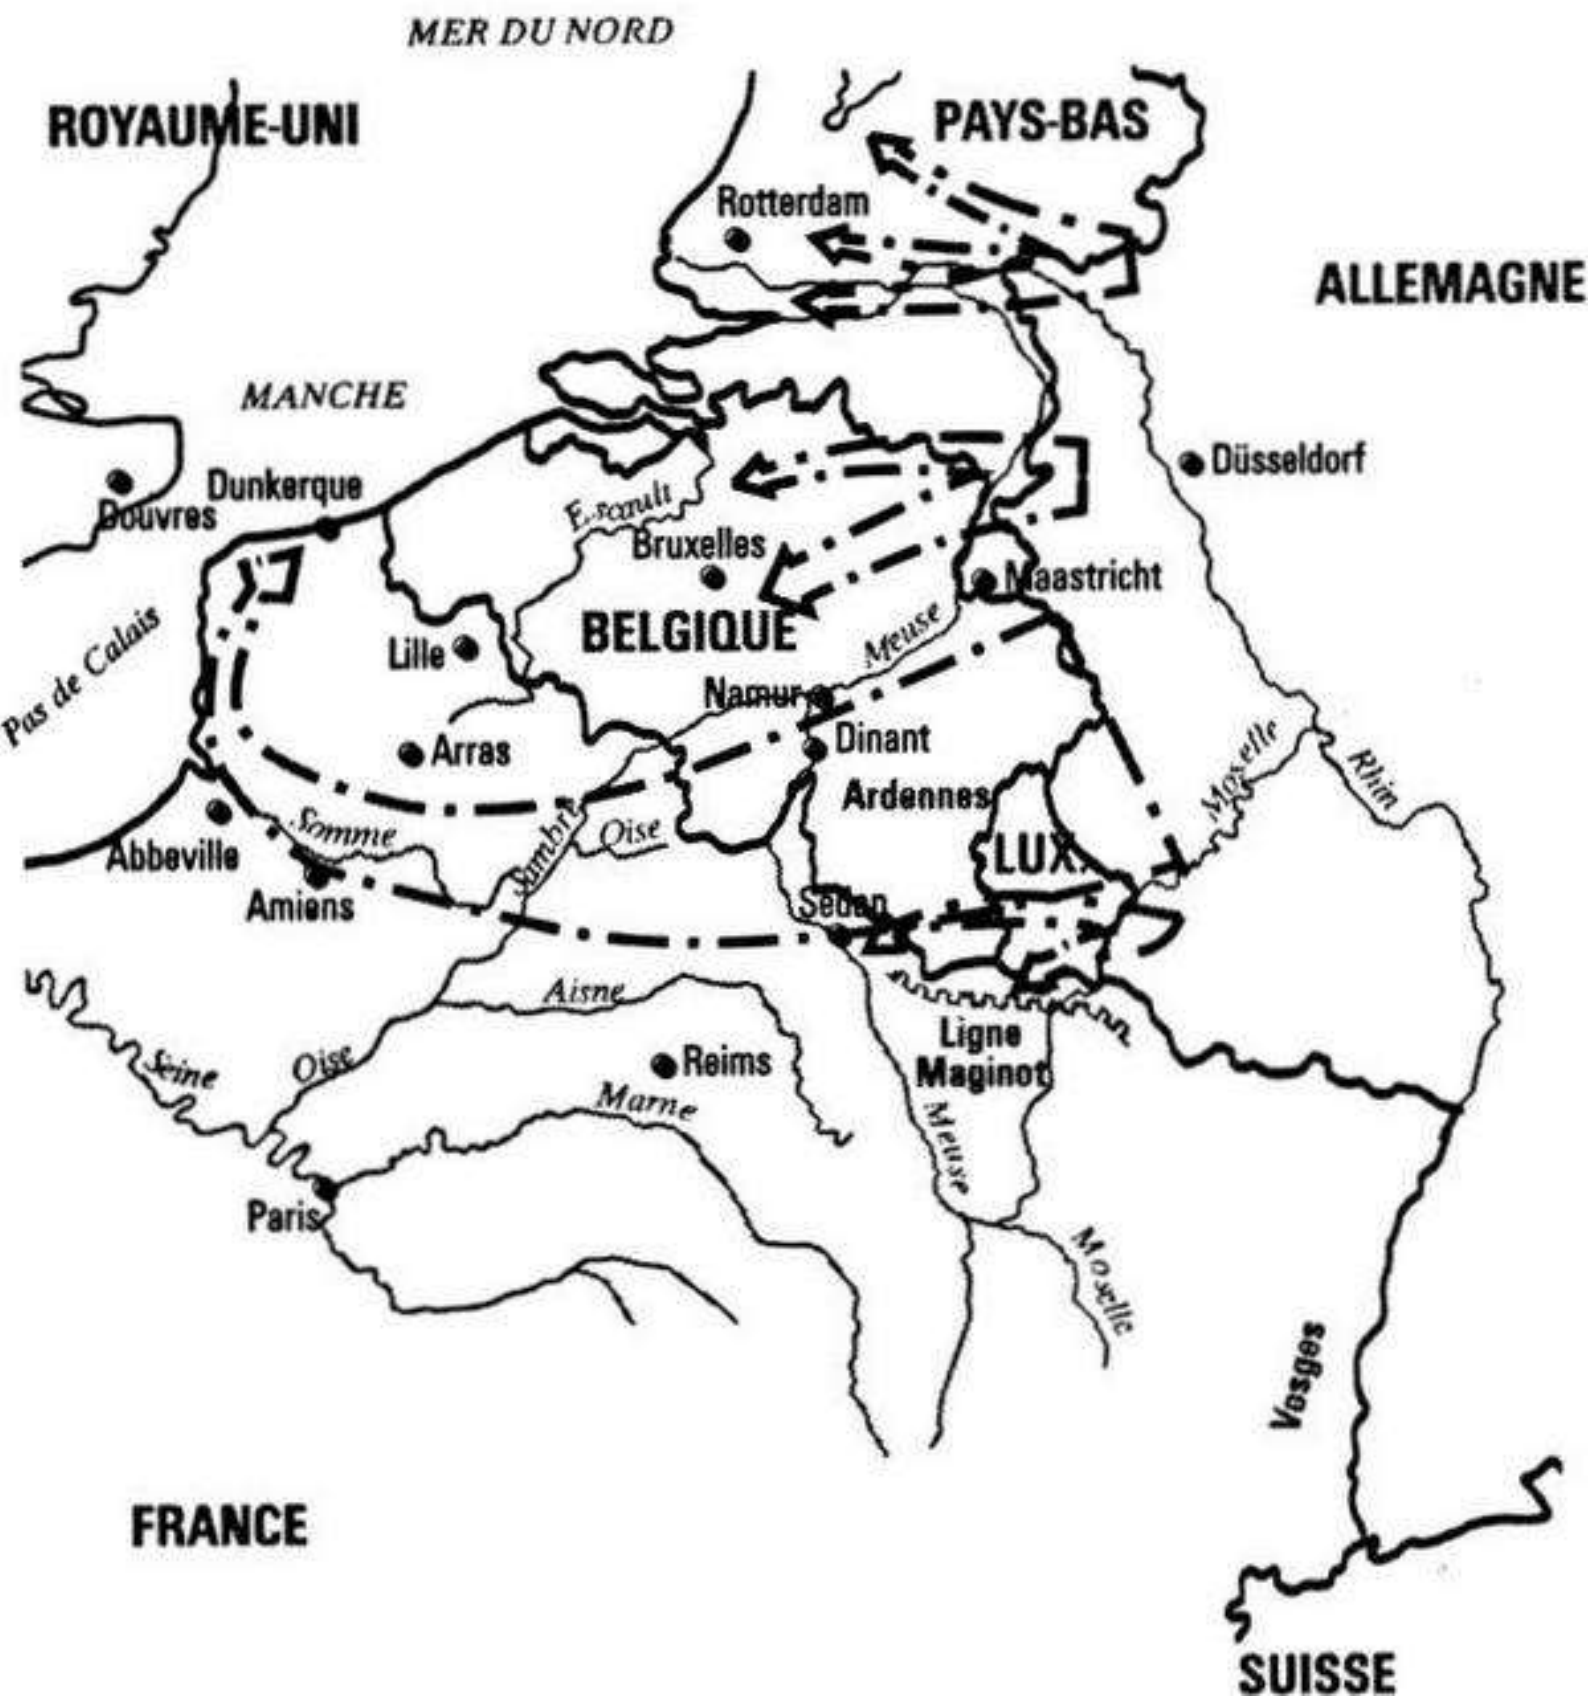 MER DU NORD
ROYAUME-UNI
PAYS-BAS
Rotterdam
ALLEMAGNE
MANCHE
Düsseldorf
Dunkerque
Escault
Douvres
Bruxelles
Maastricht
BELGIQUE
Pas de Calais
Meuse
Lille
Namur
Dinant
Arras
Moselle
Rhin
Ardennes
Somme
Oise
Sambre
Abbeville
LUX.
Amiens
Sedan
Aisne
Ligne
Maginot
Seine
Oise
Reims
Marne
Meuse
Paris
Moselle
Vosges
FRANCE
SUISSE